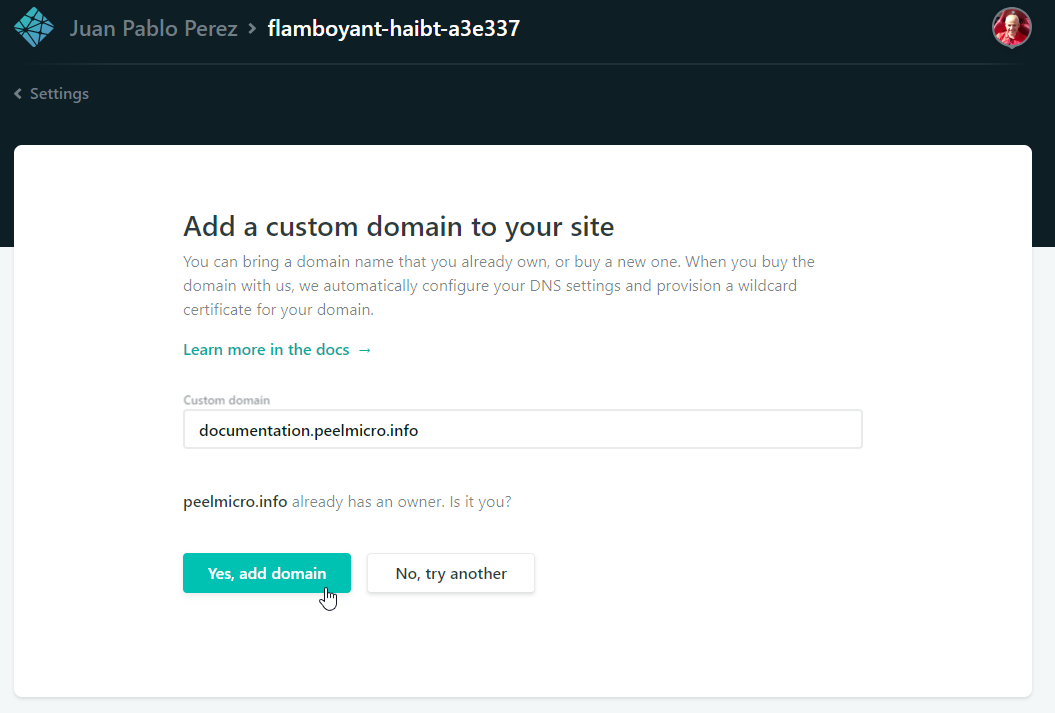 Juan Pablo Perez > flamboyant-haibt-a3e337
Settings
Add a custom domain to your site
You can bring a domain name that you already own, or buy a new one. When you buy the
domain with us, we automatically configure your DNS settings and provision a wildcard
certificate for your domain.
Learn more in the docs →
Custom domain
documentation.peelmicro.info
peelmicro.info already has an owner. Is it you?
Yes, add domain No, try another